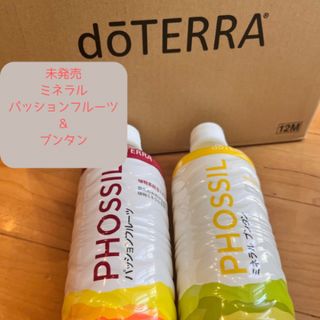 dōTERRA®
12M
未発売
ミネラル
パッションフルーツ
&
ブンタン
TERRA
PHOSSIL
パッションフルーツ
dōTERRA
PHOSSIL
ミネラル ブンタン